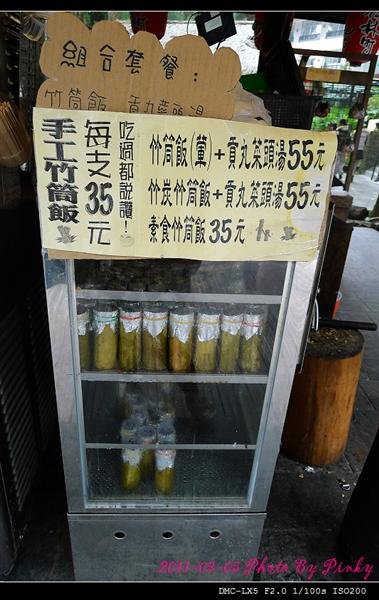 組合套餐：
竹筒飯 貢丸菜頭湯
手工竹筒飯
每支35元
吃過都說讚！
竹筒飯(葷)+貢丸菜頭湯55元
竹炭竹筒飯+貢丸菜頭湯55元
素食竹筒飯35元
2011-03-05 Photo By Pinky
DMC-LX5 F2.0 1/100s ISO200